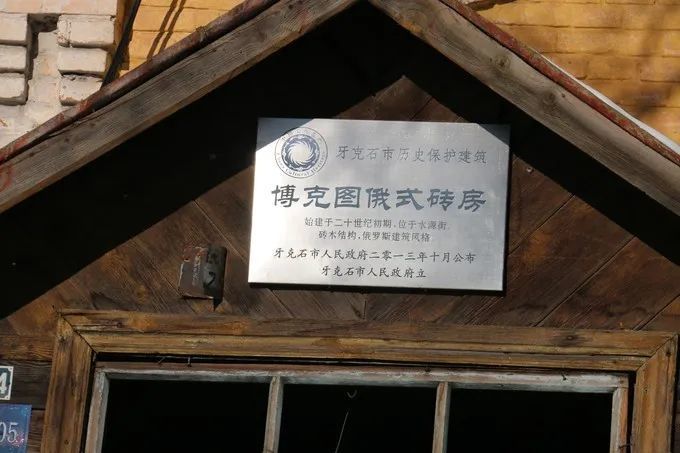 牙克石市历史保护建筑
博克图俄式砖房
始建于二十世纪初期,位于水源街,
砖木结构,俄罗斯建筑风格。
牙克石市人民政府二零一三年十月公布
牙克石市人民政府立
2
4
95